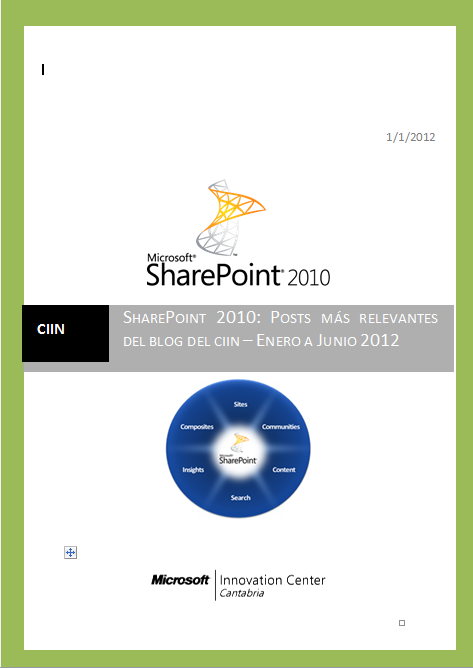 1/1/2012
Microsoft®
SharePoint® 2010
CIIN
SHAREPOINT 2010: POSTS MÁS RELEVANTES
DEL BLOG DEL CIIN – ENERO A JUNIO 2012
Sites
Composites
Communities
Microsoft®
SharePoint
Insights
Content
Search
Microsoft
Innovation Center
Cantabria